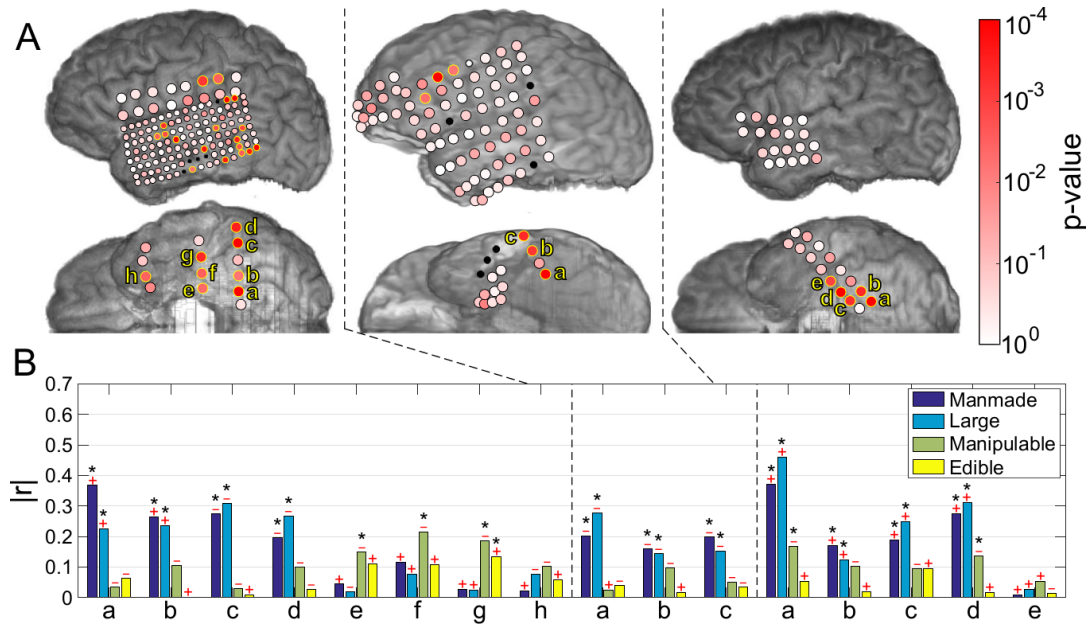 A
10^-4
10^-3
10^-2
10^-1
10^0
p-value
d
c
g
h
f
b
e
a
c
b
a
e
b
d
a
c
B
0.7
0.6
0.5
0.4
0.3
0.2
0.1
0
|r|
Manmade
Large
Manipulable
Edible
* + * + − −
* + * + − +
* − * − − +
* − * − − −
+ − * − +
+ + * − +
+ + * − * +
+ − − +
* − * − + −
* − * − − +
* − * − − −
* + * + * − +
* + * + − +
* + * + − −
* + * + * − +
+ − + −
a b c d e f g h a b c a b c d e